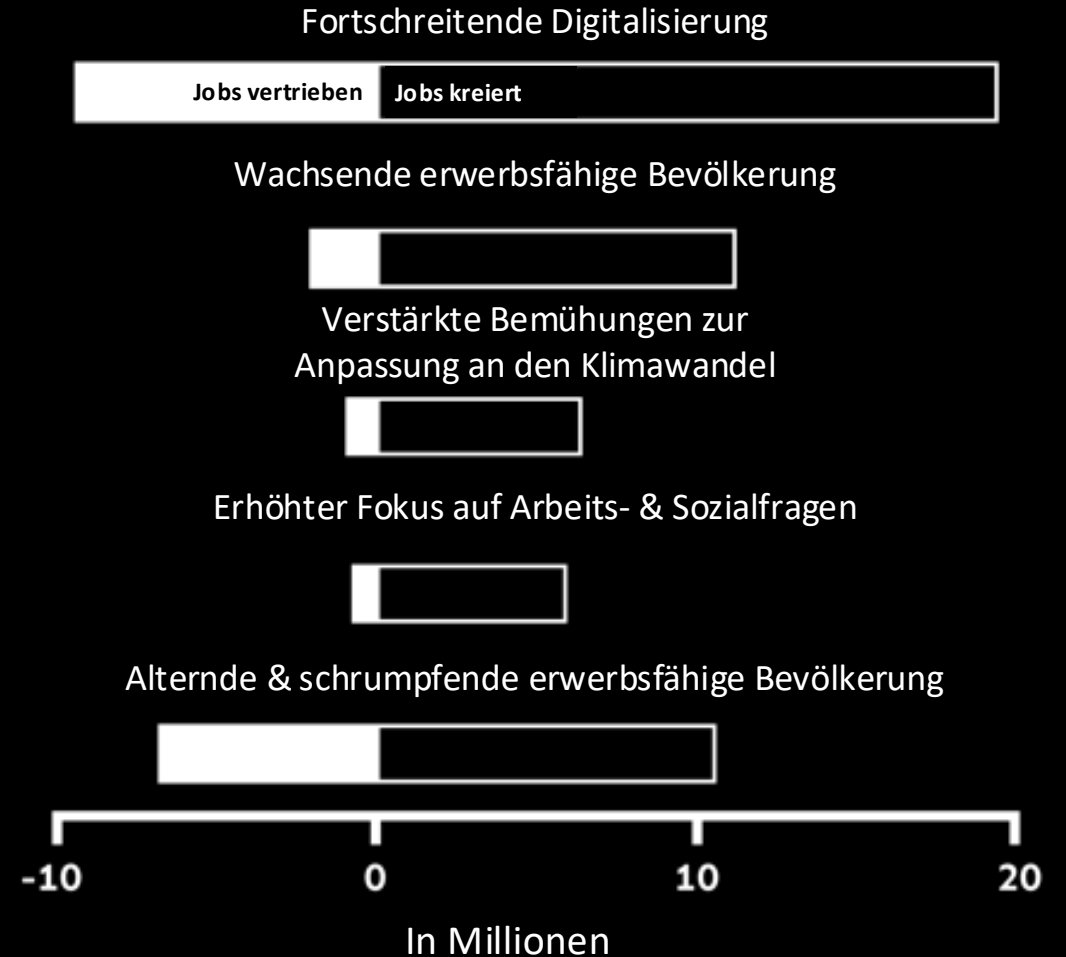 Fortschreitende Digitalisierung
Jobs vertrieben Jobs kreiert
Wachsende erwerbsfähige Bevölkerung
Verstärkte Bemühungen zur
Anpassung an den Klimawandel
Erhöhter Fokus auf Arbeits- & Sozialfragen
Alternde & schrumpfende erwerbsfähige Bevölkerung
-10 0 10 20
In Millionen